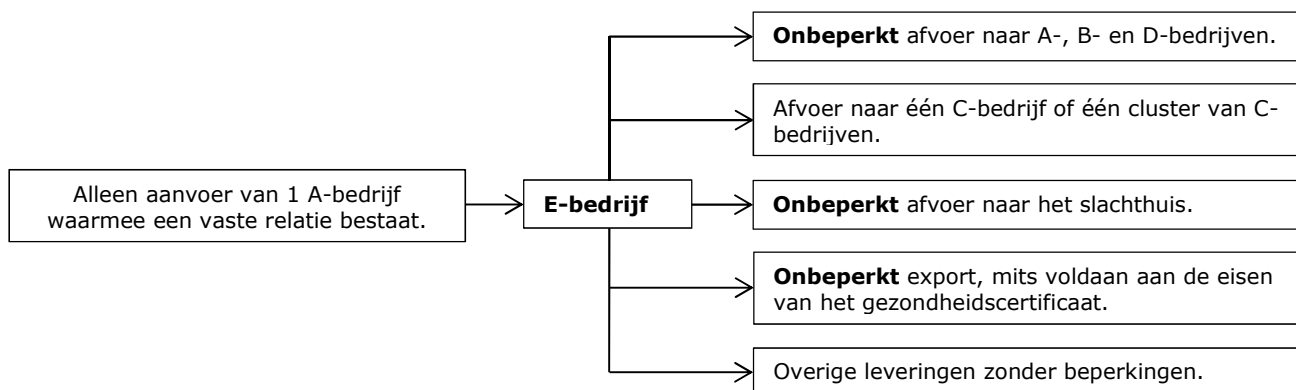 Onbeperkt afvoer naar A-, B- en D-bedrijven.
Afvoer naar één C-bedrijf of één cluster van C-
bedrijven.
Alleen aanvoer van 1 A-bedrijf
waarmee een vaste relatie bestaat.
E-bedrijf
Onbeperkt afvoer naar het slachthuis.
Onbeperkt export, mits voldaan aan de eisen
van het gezondheidscertificaat.
Overige leveringen zonder beperkingen.